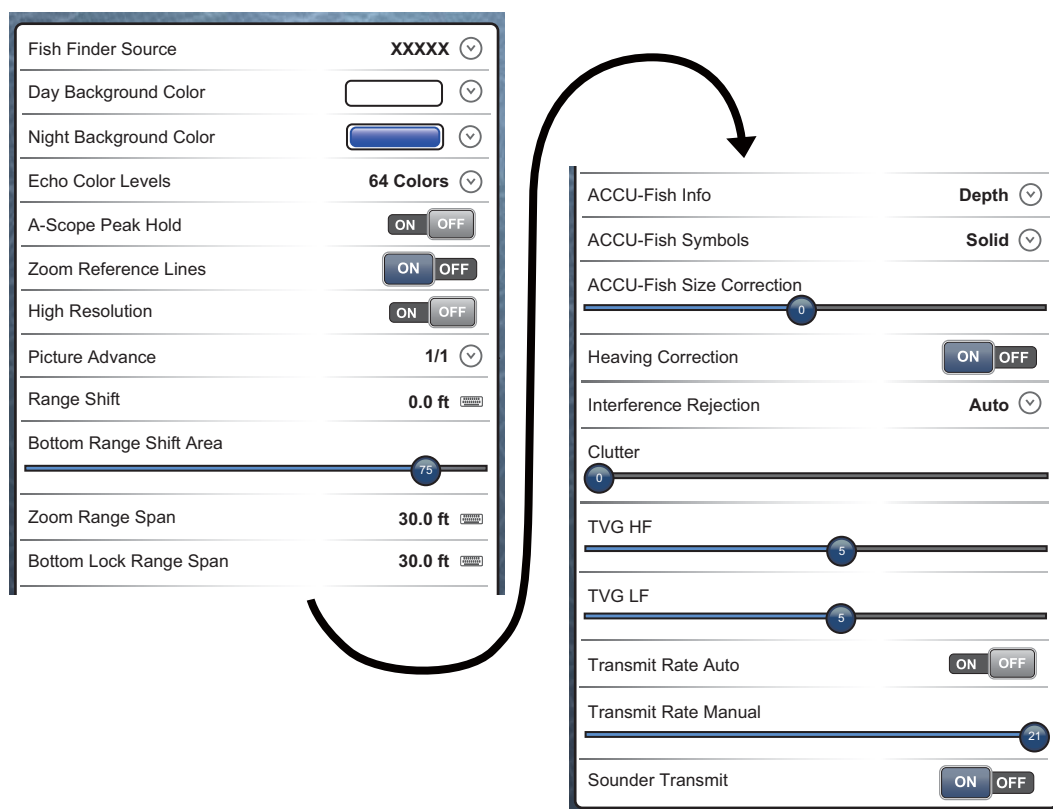 Fish Finder Source XXXXX
Day Background Color
Night Background Color
Echo Color Levels 64 Colors
A-Scope Peak Hold ON OFF
Zoom Reference Lines ON OFF
High Resolution ON OFF
Picture Advance 1/1
Range Shift 0.0 ft
Bottom Range Shift Area
75
Zoom Range Span 30.0 ft
Bottom Lock Range Span 30.0 ft
ACCU-Fish Info Depth
ACCU-Fish Symbols Solid
ACCU-Fish Size Correction
0
Heaving Correction ON OFF
Interference Rejection Auto
Clutter
0
TVG HF
5
TVG LF
5
Transmit Rate Auto ON OFF
Transmit Rate Manual
21
Sounder Transmit ON OFF